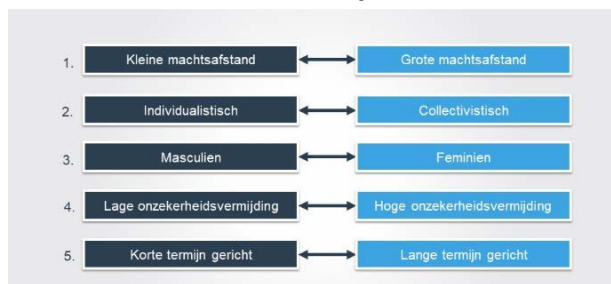 1. Kleine machtsafstand Grote machtsafstand
2. Individualistisch Collectivistisch
3. Masculien Feminien
4. Lage onzekerheidsvermijding Hoge onzekerheidsvermijding
5. Korte termijn gericht Lange termijn gericht